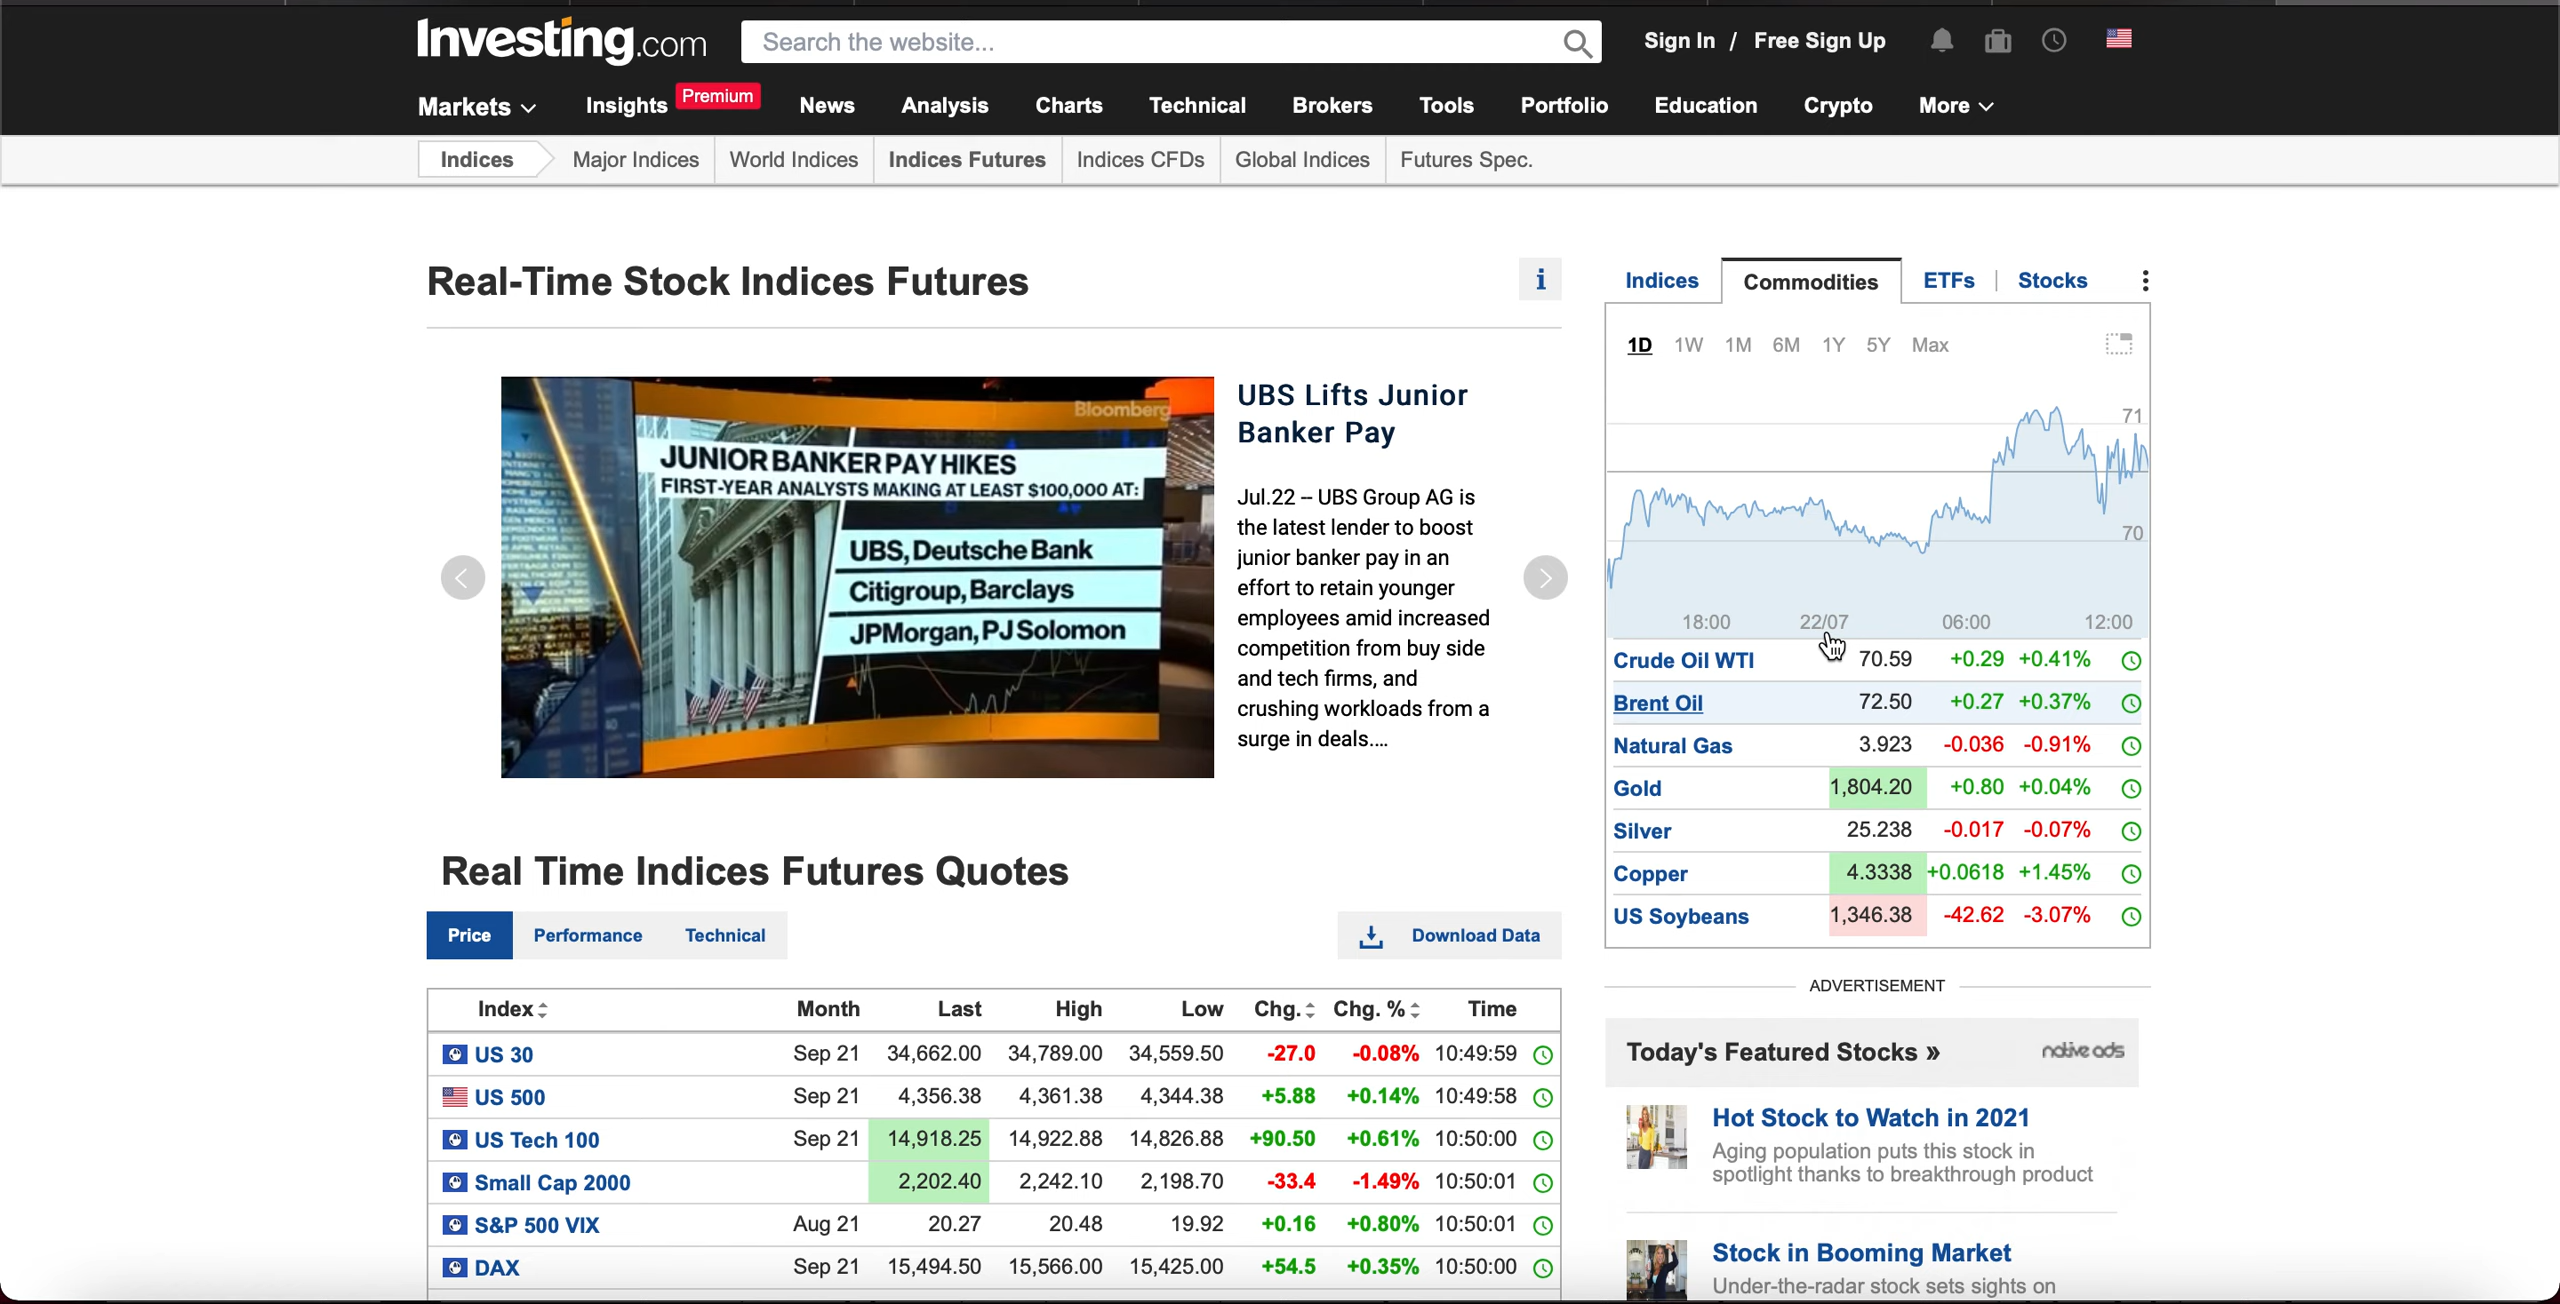 Investing.com
Search the website...
Sign In / Free Sign Up
Markets
Insights
Premium
News
Analysis
Charts
Technical
Brokers
Tools
Portfolio
Education
Crypto
More
Indices
Major Indices
World Indices
Indices Futures
Indices CFDs
Global Indices
Futures Spec.
Real-Time Stock Indices Futures
i
Bloomberg
JUNIOR BANKER PAY HIKES
FIRST-YEAR ANALYSTS MAKING AT LEAST $100,000 AT:
UBS, Deutsche Bank
Citigroup, Barclays
JPMorgan, PJ Solomon
UBS Lifts Junior
Banker Pay
Jul.22 -- UBS Group AG is
the latest lender to boost
junior banker pay in an
effort to retain younger
employees amid increased
competition from buy side
and tech firms, and
crushing workloads from a
surge in deals....
Real Time Indices Futures Quotes
Price
Performance
Technical
Download Data
Index Month Last High Low Chg. Chg. % Time
US 30 Sep 21 34,662.00 34,789.00 34,559.50 -27.0 -0.08% 10:49:59
US 500 Sep 21 4,356.38 4,361.38 4,344.38 +5.88 +0.14% 10:49:58
US Tech 100 Sep 21 14,918.25 14,922.88 14,826.88 +90.50 +0.61% 10:50:00
Small Cap 2000 2,202.40 2,242.10 2,198.70 -33.4 -1.49% 10:50:01
S&P 500 VIX Aug 21 20.27 20.48 19.92 +0.16 +0.80% 10:50:01
DAX Sep 21 15,494.50 15,566.00 15,425.00 +54.5 +0.35% 10:50:00
Indices
Commodities
ETFs
Stocks
1D 1W 1M 6M 1Y 5Y Max
71
70
18:00 22/07 06:00 12:00
Crude Oil WTI 70.59 +0.29 +0.41%
Brent Oil 72.50 +0.27 +0.37%
Natural Gas 3.923 -0.036 -0.91%
Gold 1,804.20 +0.80 +0.04%
Silver 25.238 -0.017 -0.07%
Copper 4.3338 +0.0618 +1.45%
US Soybeans 1,346.38 -42.62 -3.07%
ADVERTISEMENT
Today's Featured Stocks »
native ads
Hot Stock to Watch in 2021
Aging population puts this stock in
spotlight thanks to breakthrough product
Stock in Booming Market
Under-the-radar stock sets sights on